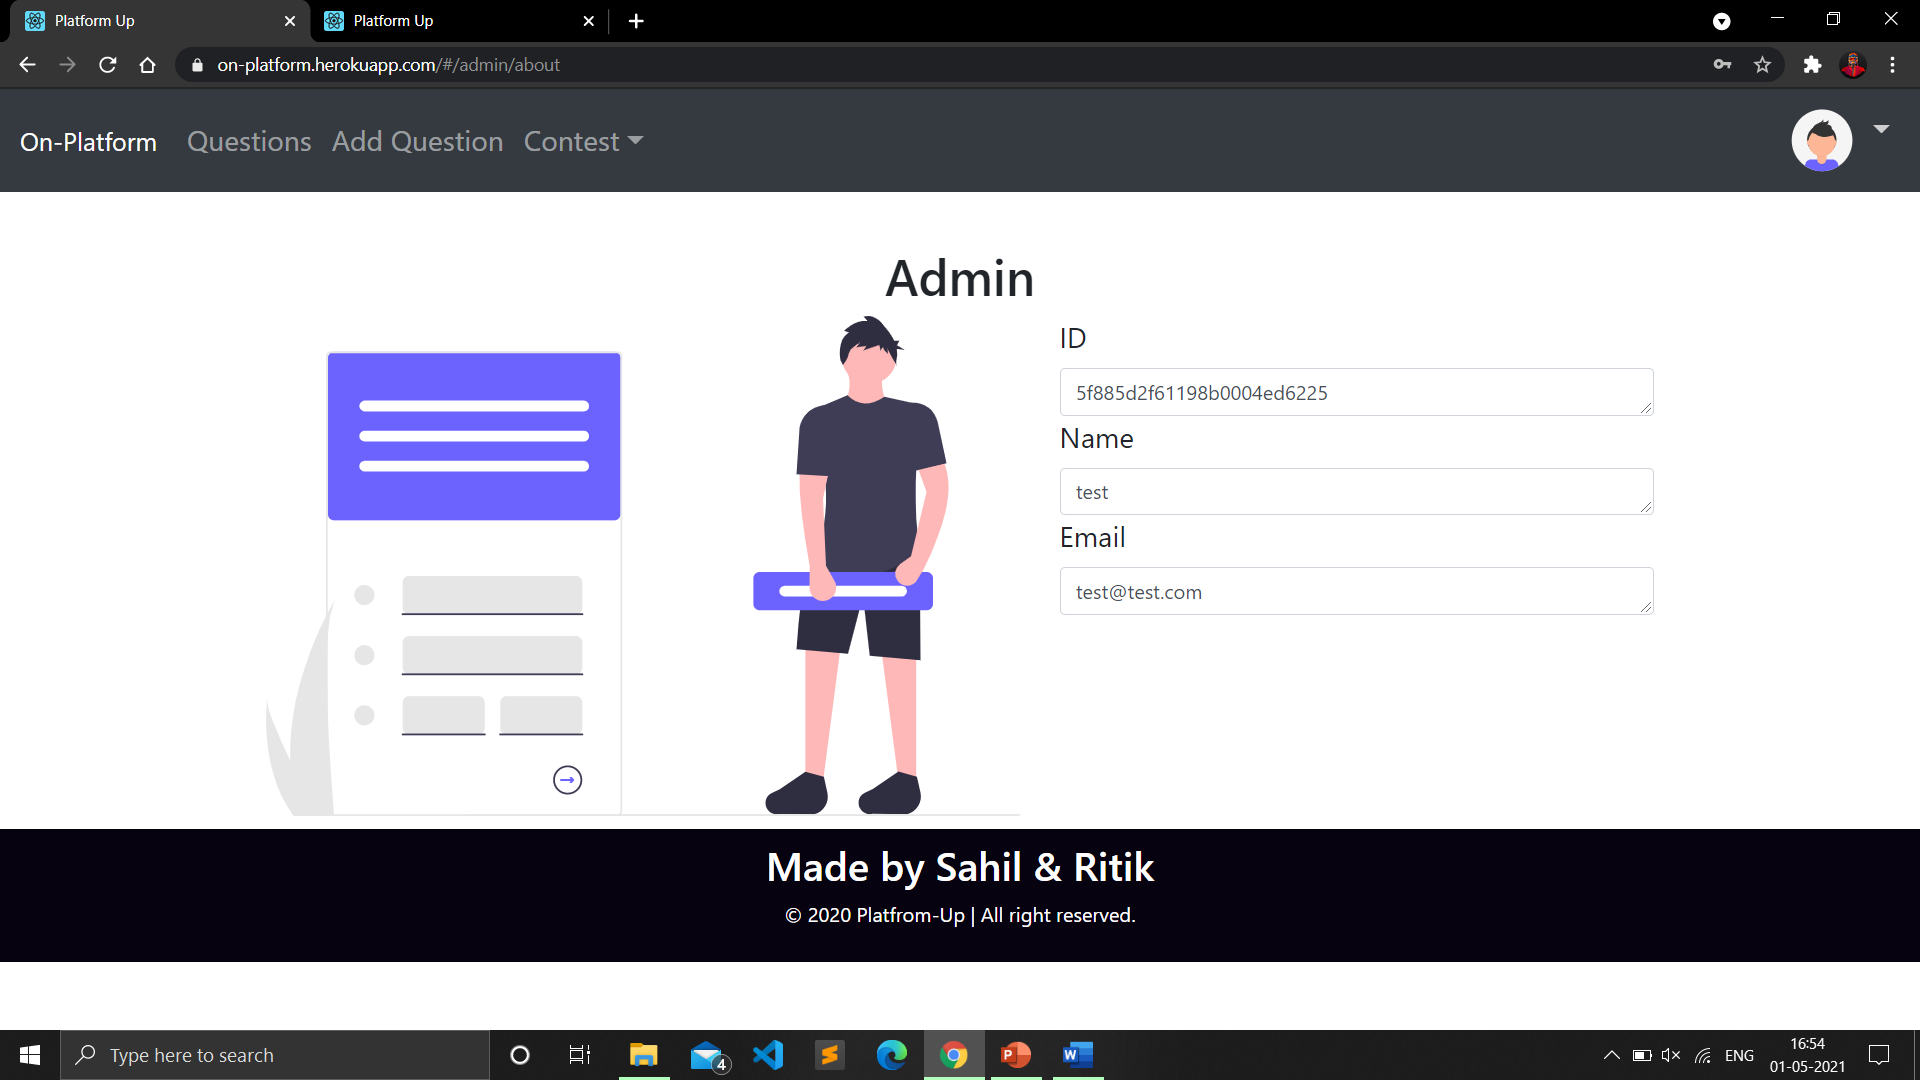 Platform Up
Platform Up
on-platform.herokuapp.com/#/admin/about
On-Platform Questions Add Question Contest
Admin
ID
5f885d2f61198b0004ed6225
Name
test
Email
test@test.com
Made by Sahil & Ritik
© 2020 Platfrom-Up | All right reserved.
Type here to search
4
P
W
ENG
16:54
01-05-2021